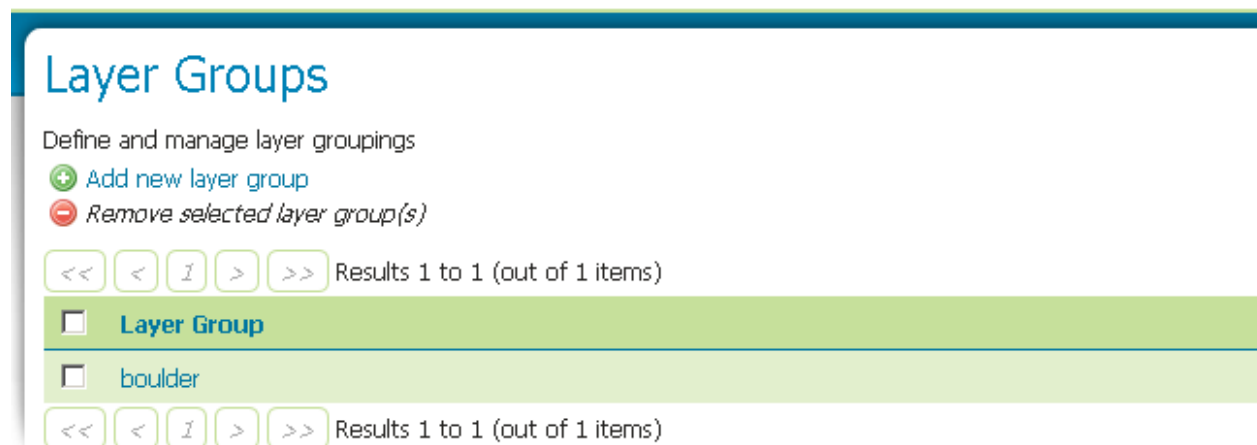 Layer Groups
Define and manage layer groupings
Add new layer group
Remove selected layer group(s)
<< < 1 > >> Results 1 to 1 (out of 1 items)
Layer Group
boulder
<< < 1 > >> Results 1 to 1 (out of 1 items)